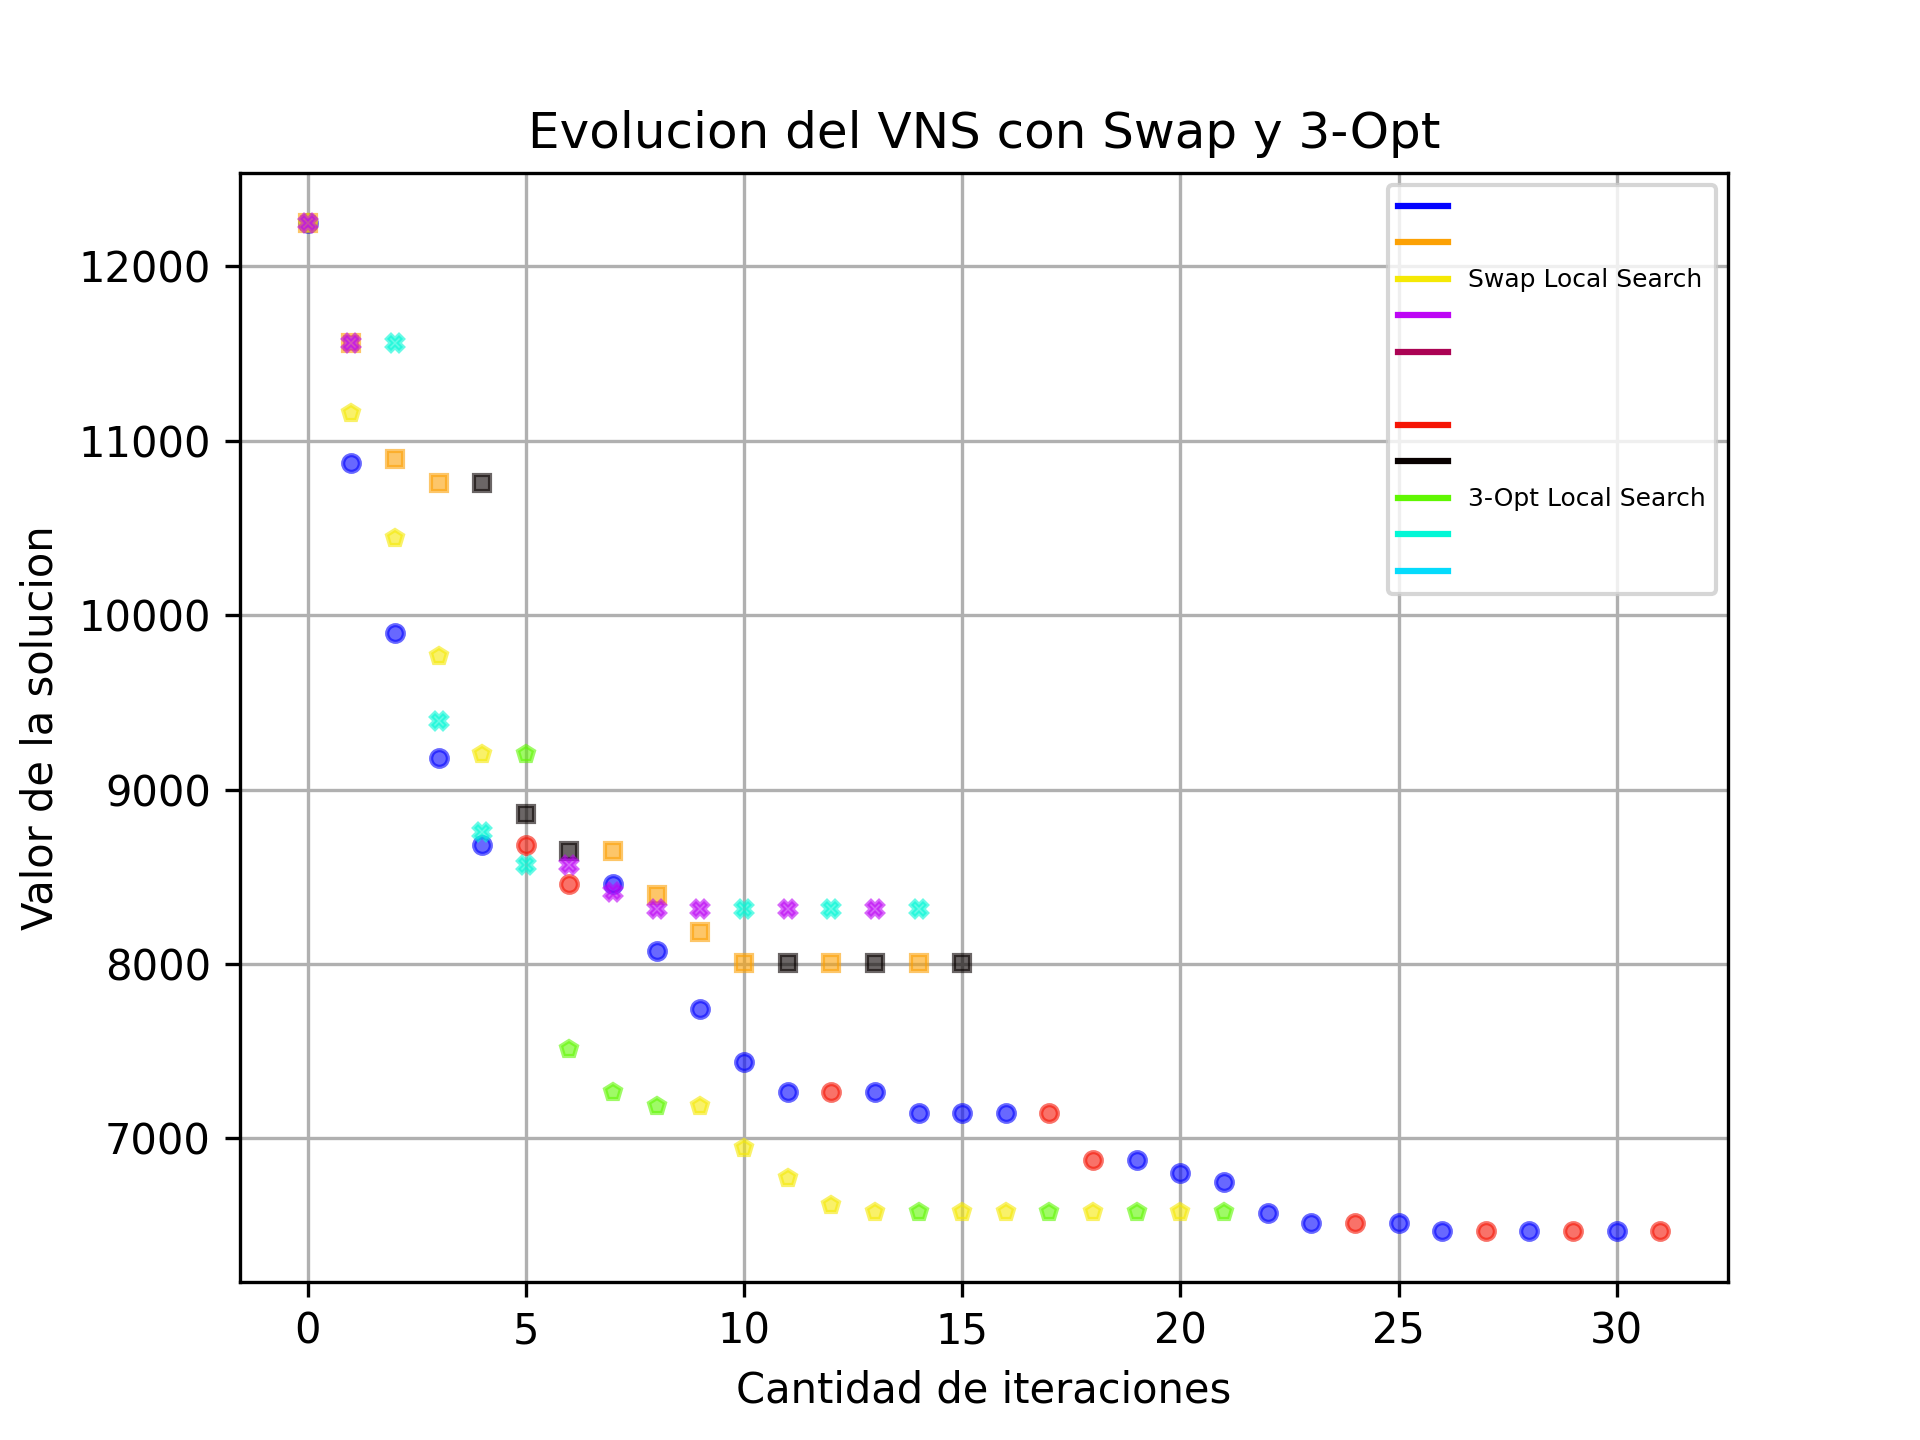 Evolucion del VNS con Swap y 3-Opt
Valor de la solucion
12000
11000
10000
9000
8000
7000
Swap Local Search
3-Opt Local Search
0 5 10 15 20 25 30
Cantidad de iteraciones